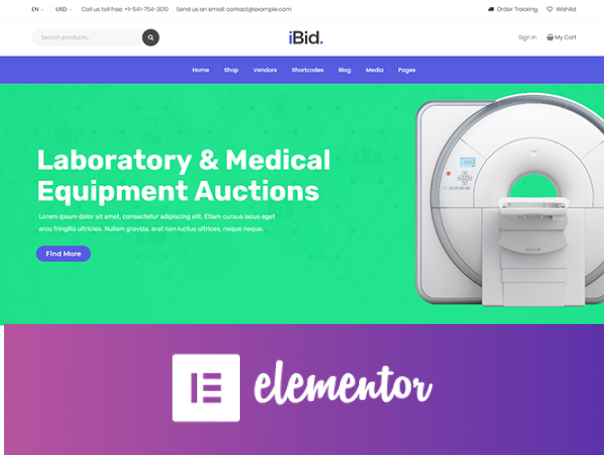 EN USD Call us toll free: +1-541-754-3010 Send us an email: contact@example.com Order Tracking Wishlist
Search products... iBid. Sign In My Cart
Home Shop Vendors Shortcodes Blog Media Pages
Laboratory & Medical
Equipment Auctions
Lorem ipsum dolor sit amet, consectetur adipiscing elit. Etiam cursus lacus eget
arcu fringilla ultricies. Nullam gravida, erat non luctus ultrices, neque neque.
Find More
elementor